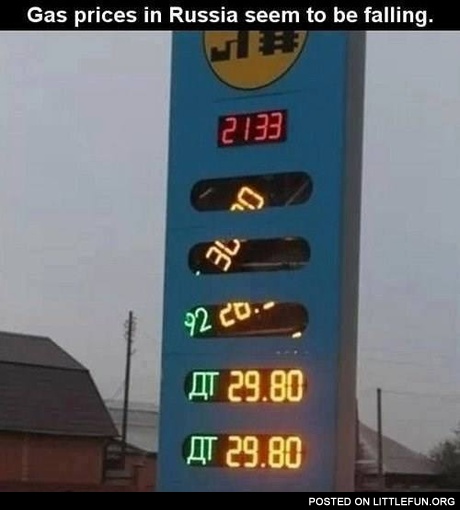 Gas prices in Russia seem to be falling.
2133
92
ДТ 29.80
ДТ 29.80
POSTED ON LITTLEFUN.ORG